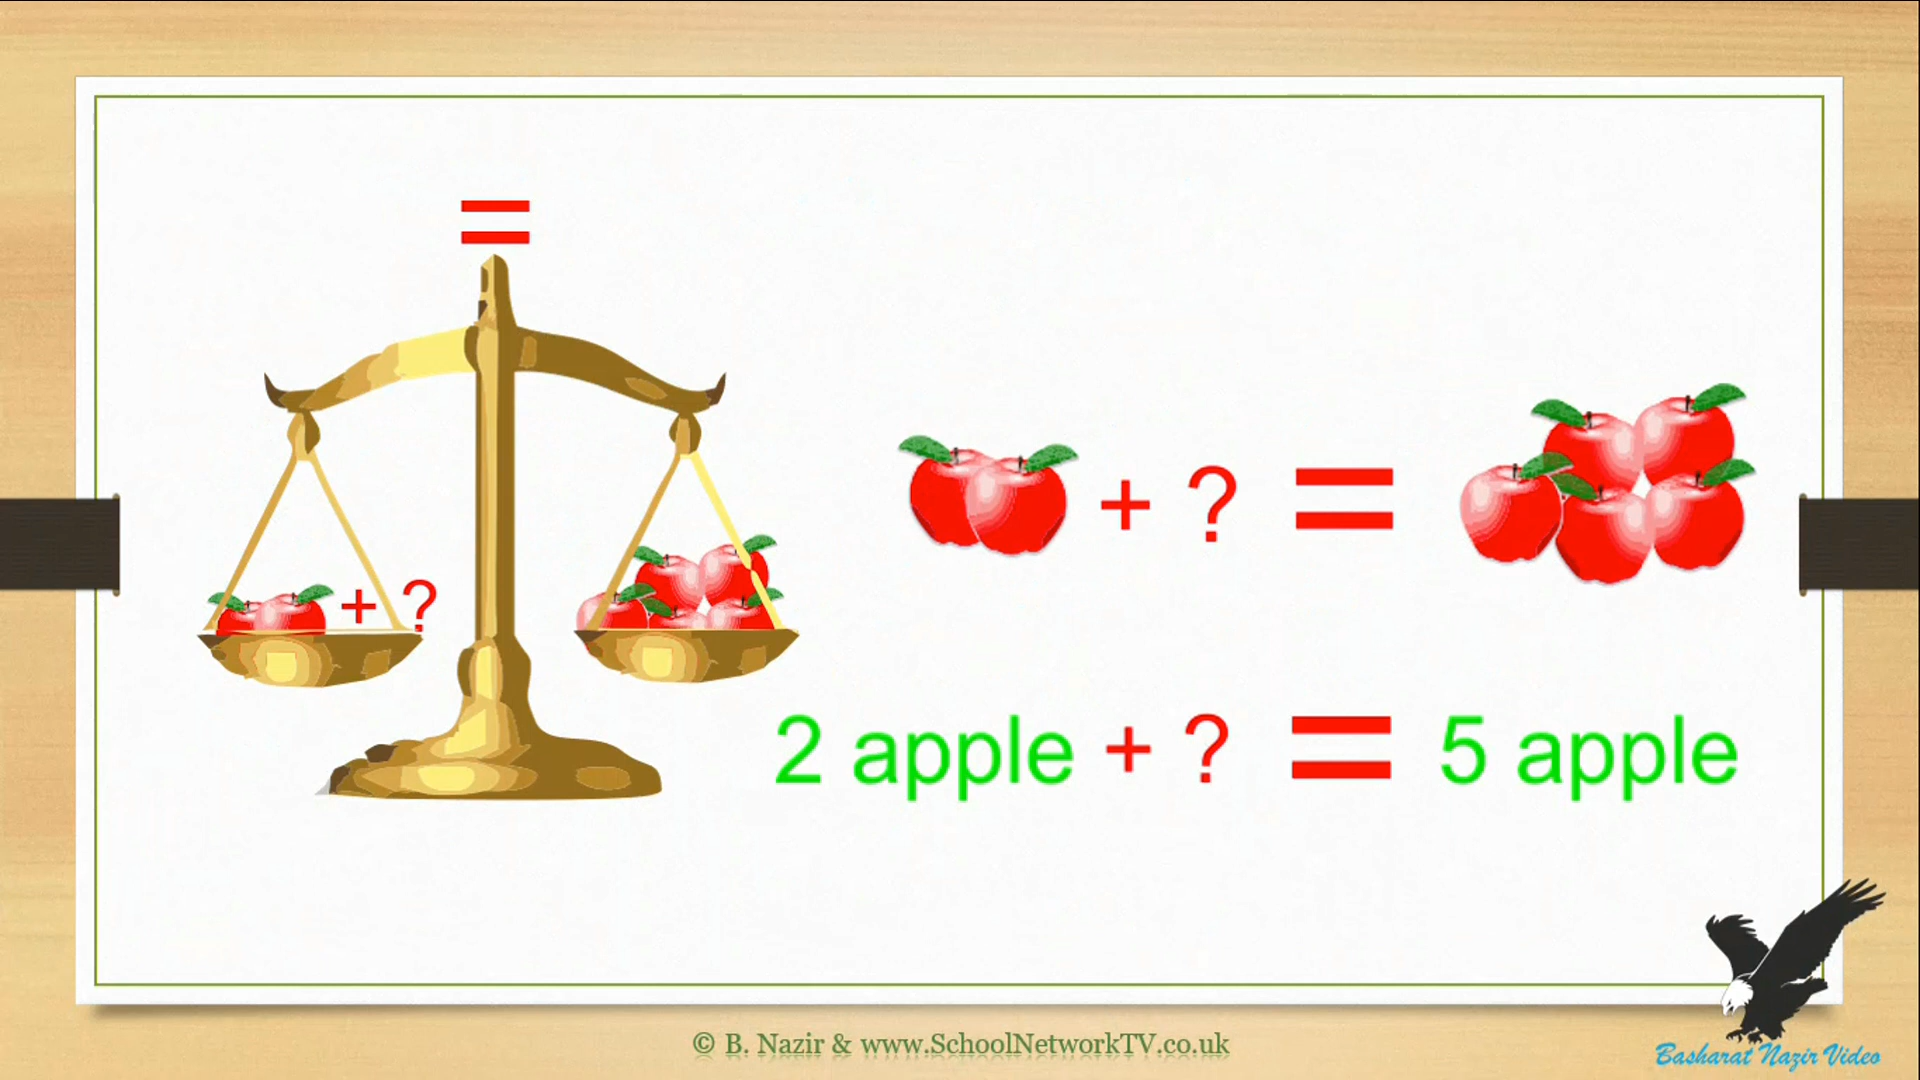 =
+ ?
+ ? =
2 apple + ? = 5 apple
© B. Nazir & www.SchoolNetworkTV.co.uk
Basharat Nazir Video